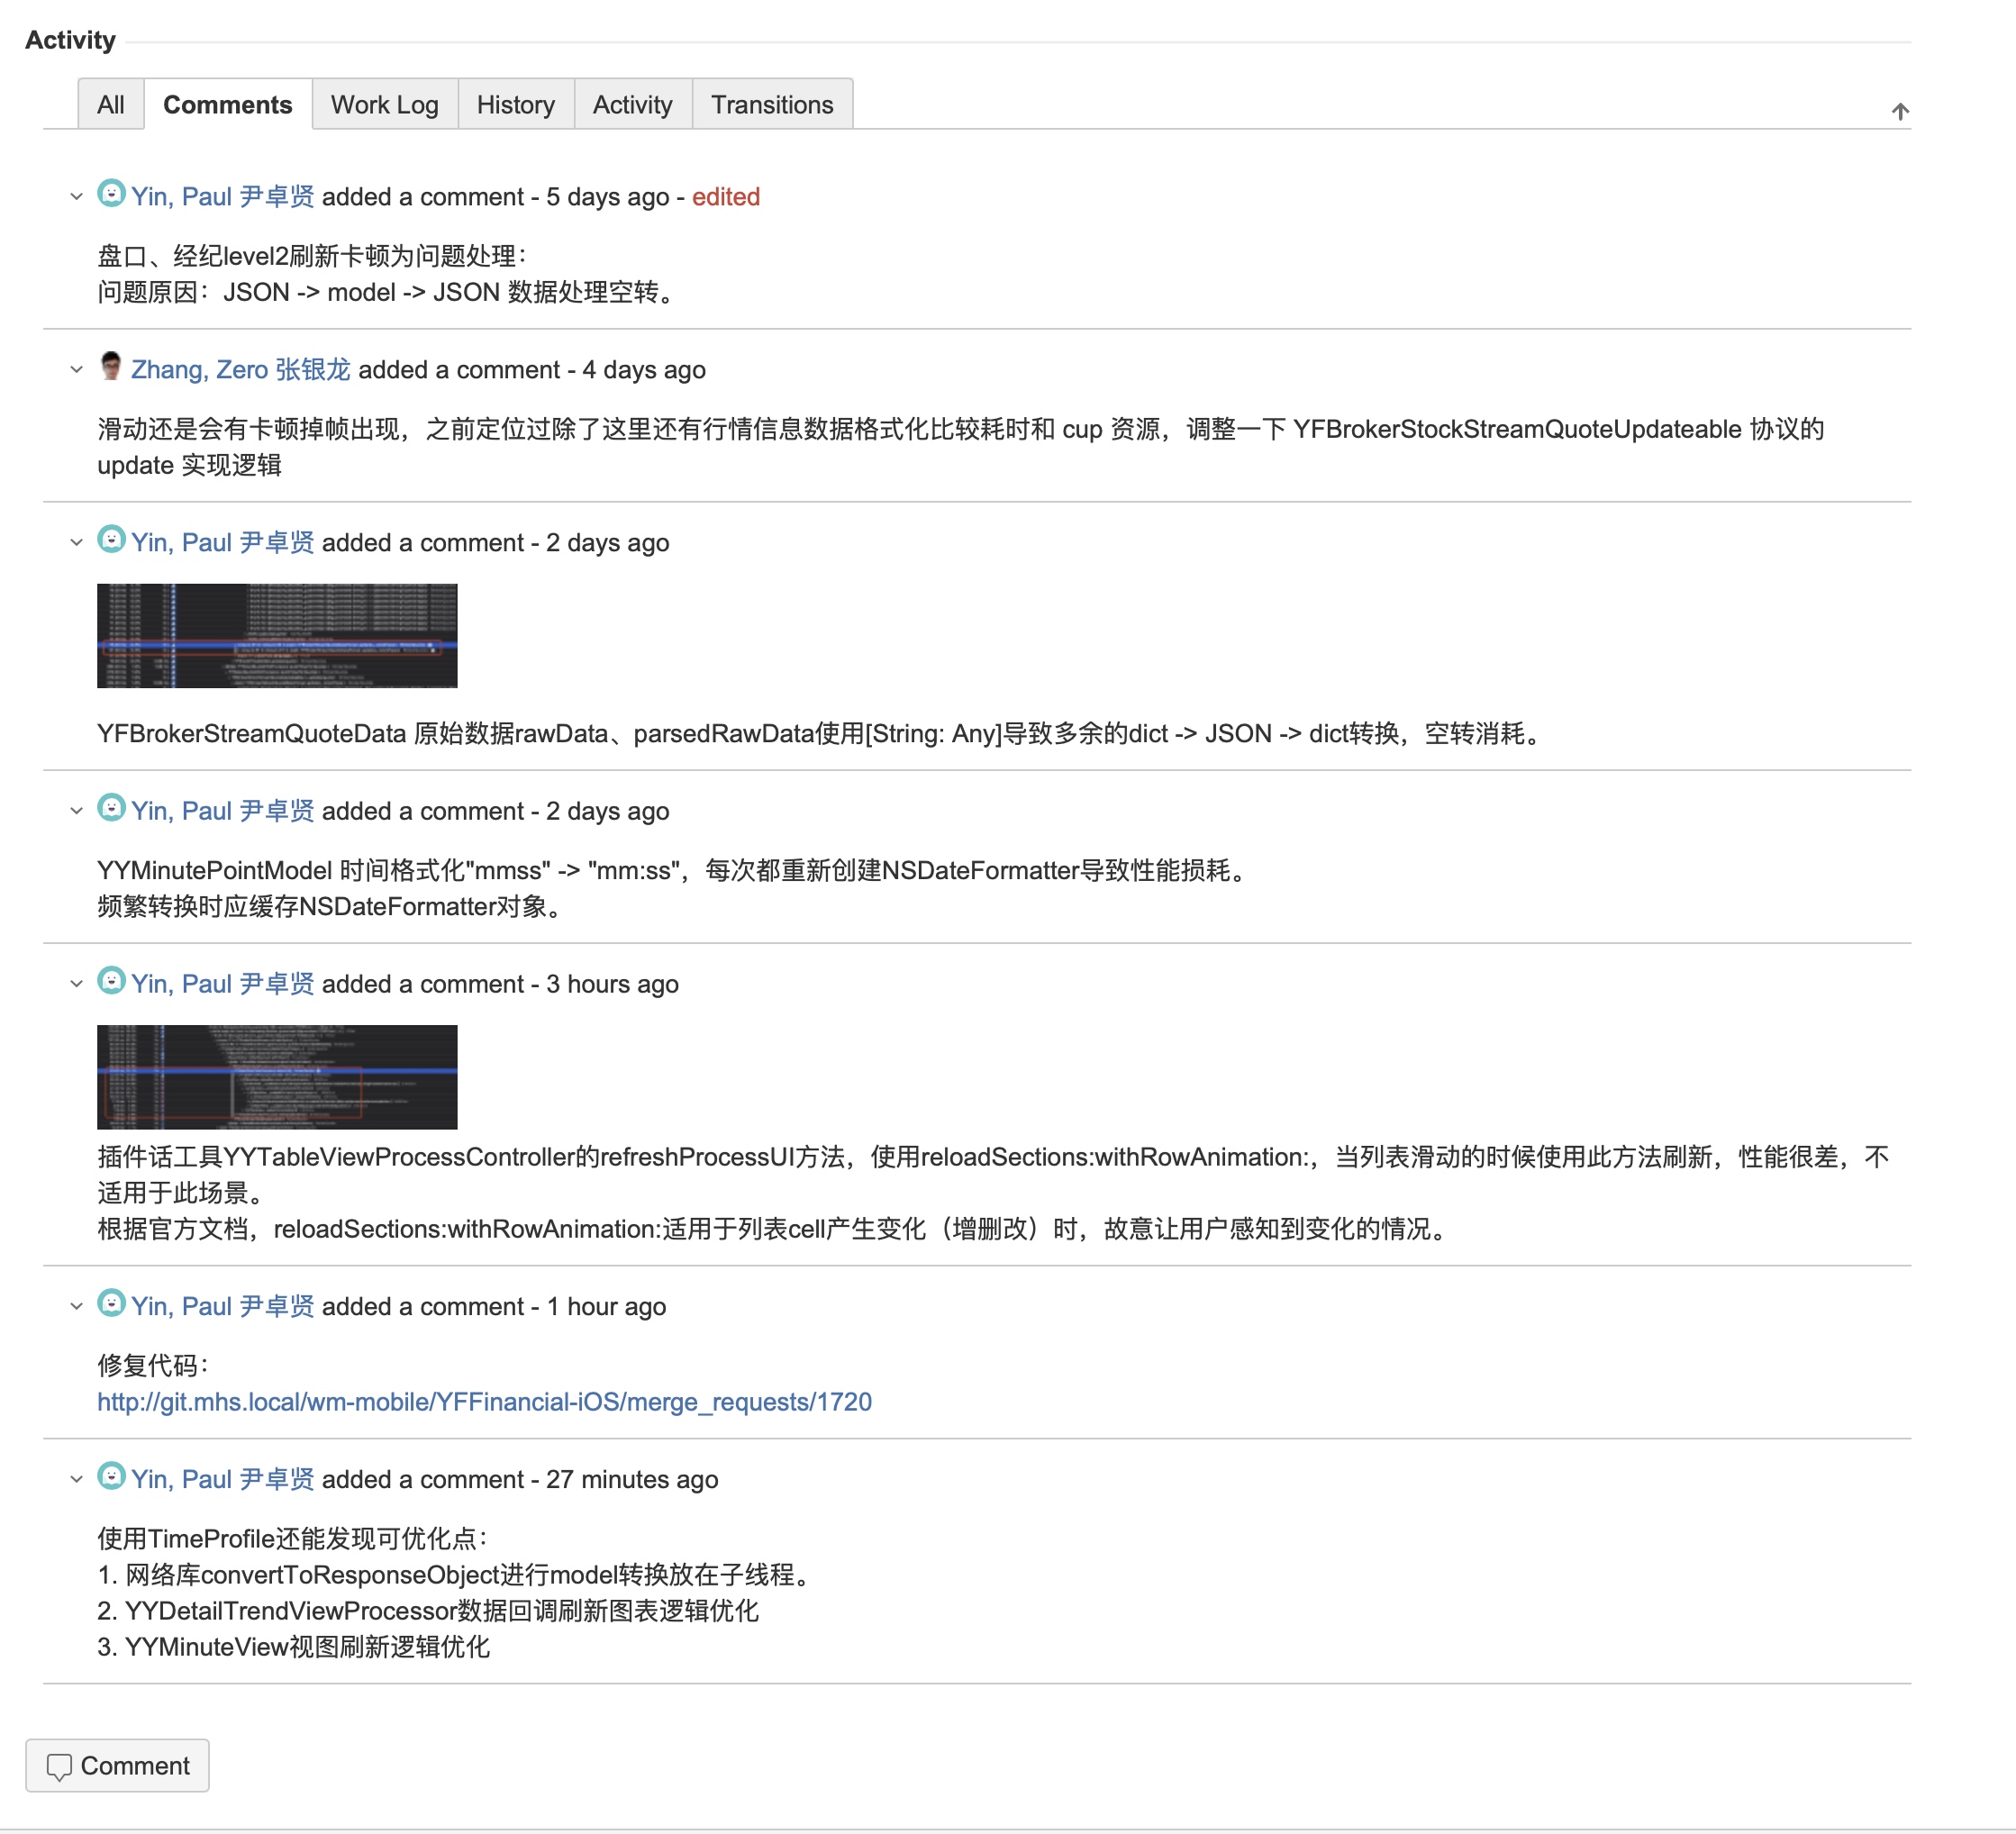 Activity
All Comments Work Log History Activity Transitions
Yin, Paul 尹卓贤 added a comment - 5 days ago - edited
盘口、经纪level2刷新卡顿为问题处理：
问题原因：JSON -> model -> JSON 数据处理空转。
Zhang, Zero 张银龙 added a comment - 4 days ago
滑动还是会有卡顿掉帧出现，之前定位过除了这里还有行情信息数据格式化比较耗时和 cup 资源，调整一下 YFBrokerStockStreamQuoteUpdateable 协议的
update 实现逻辑
Yin, Paul 尹卓贤 added a comment - 2 days ago
YFBrokerStreamQuoteData 原始数据rawData、parsedRawData使用[String: Any]导致多余的dict -> JSON -> dict转换，空转消耗。
Yin, Paul 尹卓贤 added a comment - 2 days ago
YYMinutePointModel 时间格式化"mmss" -> "mm:ss"，每次都重新创建NSDateFormatter导致性能损耗。
频繁转换时应缓存NSDateFormatter对象。
Yin, Paul 尹卓贤 added a comment - 3 hours ago
插件话工具YYTableViewProcessController的refreshProcessUI方法，使用reloadSections:withRowAnimation:，当列表滑动的时候使用此方法刷新，性能很差，不
适用于此场景。
根据官方文档，reloadSections:withRowAnimation:适用于列表cell产生变化（增删改）时，故意让用户感知到变化的情况。
Yin, Paul 尹卓贤 added a comment - 1 hour ago
修复代码：
http://git.mhs.local/wm-mobile/YFFinancial-iOS/merge_requests/1720
Yin, Paul 尹卓贤 added a comment - 27 minutes ago
使用TimeProfile还能发现可优化点：
1. 网络库convertToResponseObject进行model转换放在子线程。
2. YYDetailTrendViewProcessor数据回调刷新图表逻辑优化
3. YYMinuteView视图刷新逻辑优化
Comment